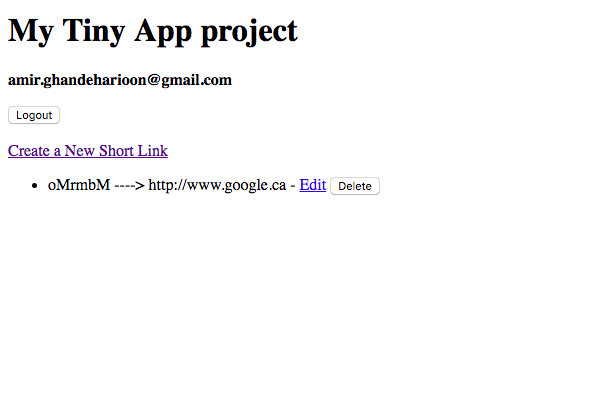 My Tiny App project
amir.ghandeharioon@gmail.com
Logout
Create a New Short Link
oMrmbM ----> http://www.google.ca - Edit Delete